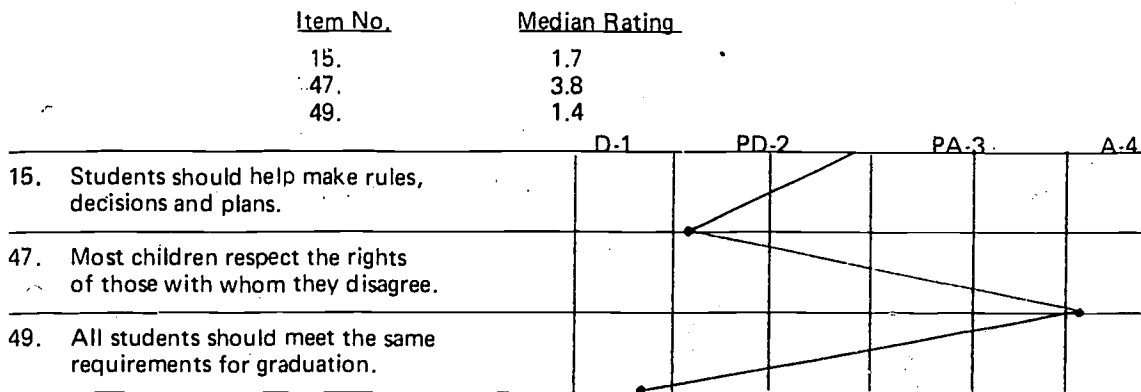 Item No. Median Rating
15. 1.7
47. 3.8
49. 1.4
D-1 PD-2 PA-3 A-4
15. Students should help make rules,
decisions and plans.
47. Most children respect the rights
of those with whom they disagree.
49. All students should meet the same
requirements for graduation.